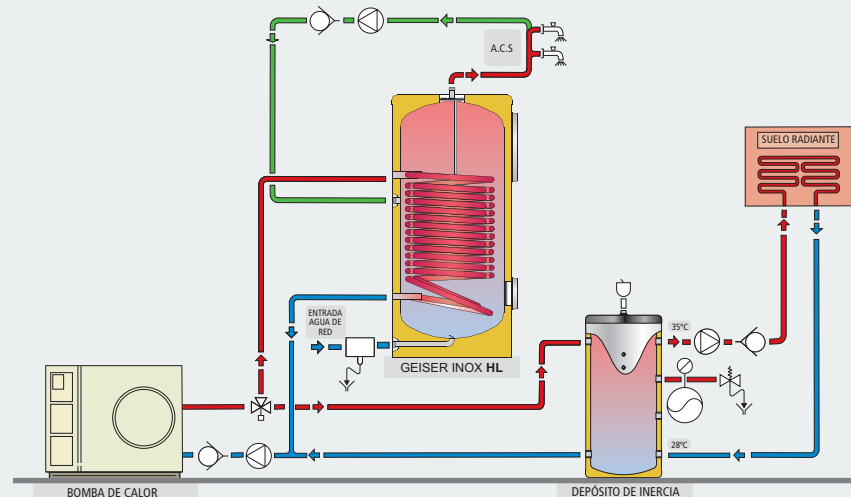 A.C.S
SUELO RADIANTE
ENTRADA
AGUA DE
RED
35ºC
GEISER INOX HL
28ºC
BOMBA DE CALOR
DEPÓSITO DE INERCIA